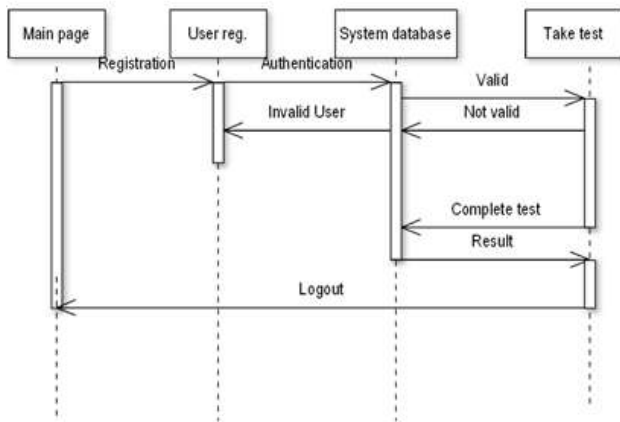 Main page
User reg.
System database
Take test
Registration
Authentication
Valid
Invalid User
Not valid
Complete test
Result
Logout